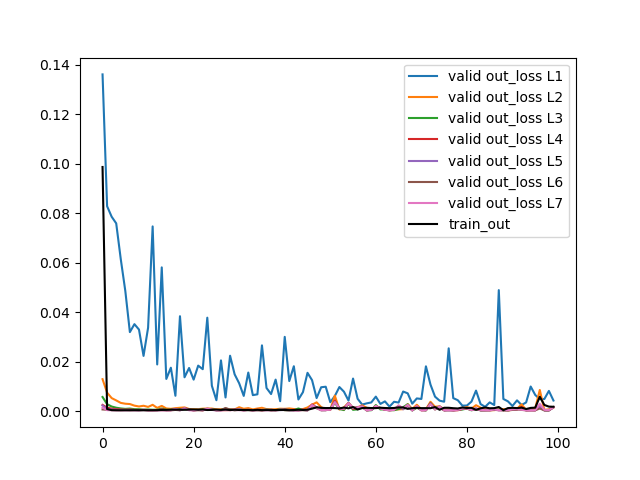 0.14
0.12
0.10
0.08
0.06
0.04
0.02
0.00
0
20
40
60
80
100
valid out_loss L1
valid out_loss L2
valid out_loss L3
valid out_loss L4
valid out_loss L5
valid out_loss L6
valid out_loss L7
train_out